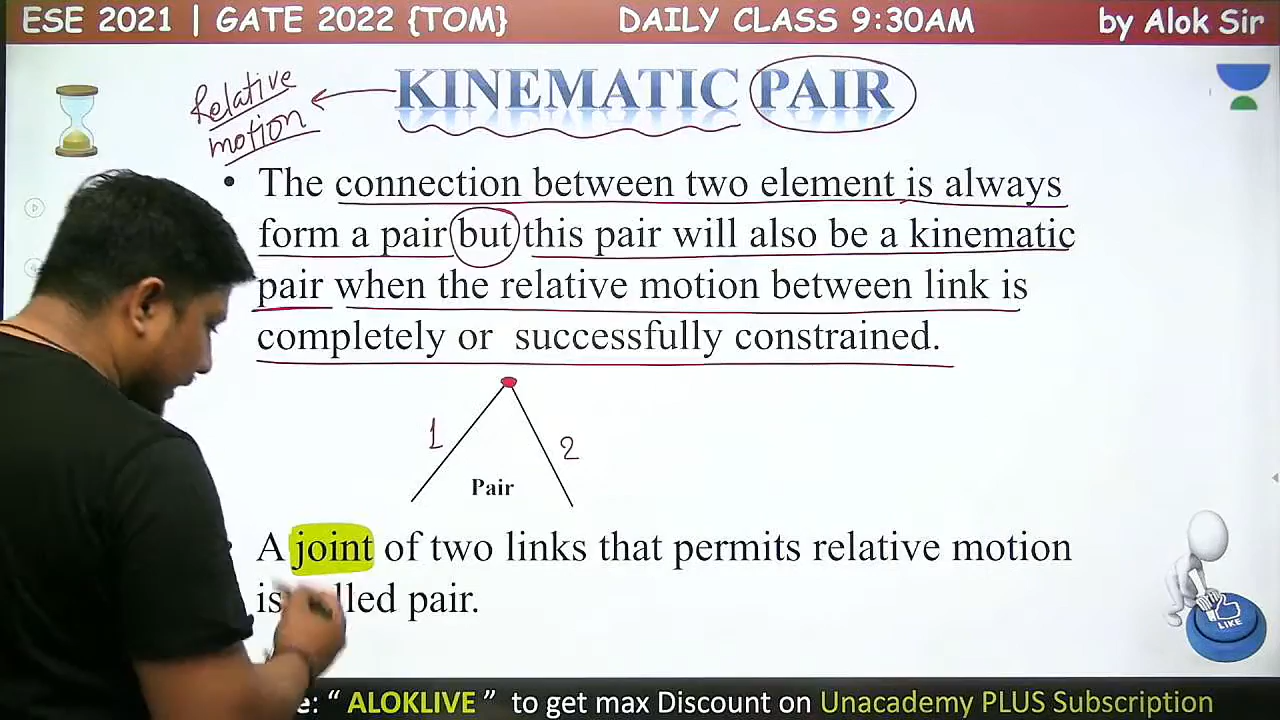 ESE 2021 | GATE 2022 {TOM} DAILY CLASS 9:30AM by Alok Sir
Relative
motion
KINEMATIC PAIR
• The connection between two element is always
form a pair but this pair will also be a kinematic
pair when the relative motion between link is
completely or successfully constrained.
1
2
Pair
A joint of two links that permits relative motion
is pair.
LIKE
: “ ALOKLIVE ” to get max Discount on Unacademy PLUS Subscription